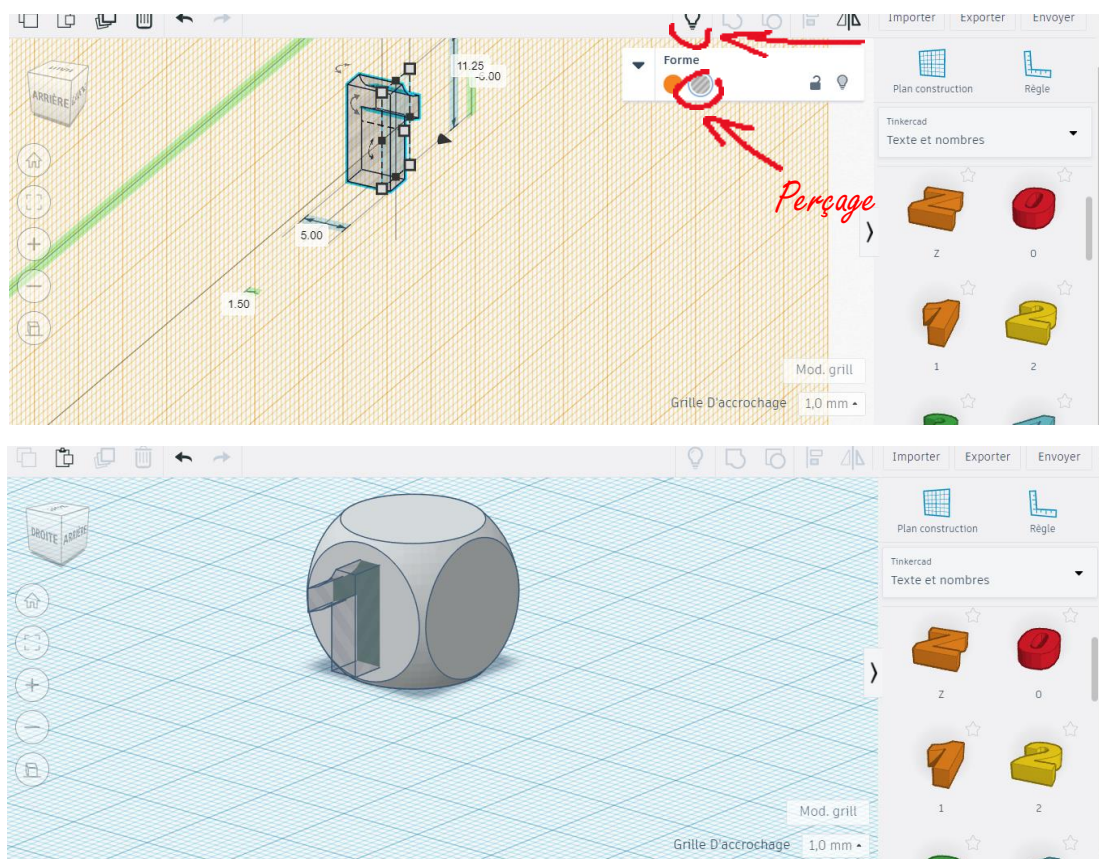 Importer Exporter Envoyer
Forme
11.25
-5.00
ARRIÈRE
Plan construction Règle
Tinkercad
Texte et nombres
Perçage
5.00
1.50
Z 0
1 2
Mod. grill
Grille D'accrochage 1,0 mm
Importer Exporter Envoyer
DROITE ARRIÈRE
Plan construction Règle
Tinkercad
Texte et nombres
Z 0
1 2
Mod. grill
Grille D'accrochage 1,0 mm